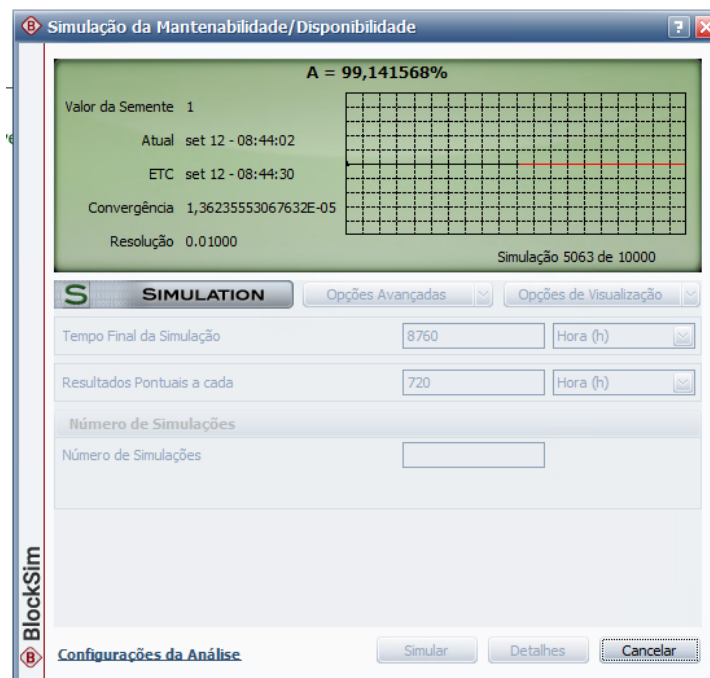 Simulação da Mantenabilidade/Disponibilidade
A = 99,141568%
Valor da Semente 1
Atual set 12 - 08:44:02
ETC set 12 - 08:44:30
Convergência 1,36235553067632E-05
Resolução 0.01000
Simulação 5063 de 10000
S SIMULATION Opções Avançadas Opções de Visualização
Tempo Final da Simulação 8760 Hora (h)
Resultados Pontuais a cada 720 Hora (h)
Número de Simulações
Número de Simulações
BlockSim
Configurações da Análise Simular Detalhes Cancelar